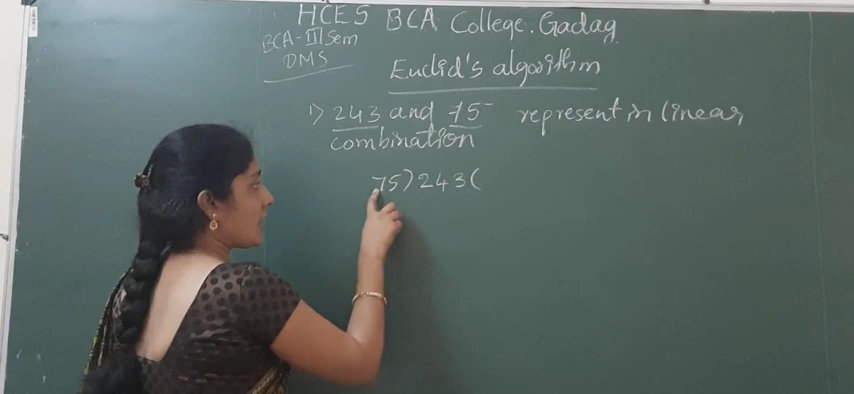 HCES BCA College. Gadag
BCA-III Sem
DMS
Euclid's algorithm
1) 243 and 75 represent in linear
combination
75)243(